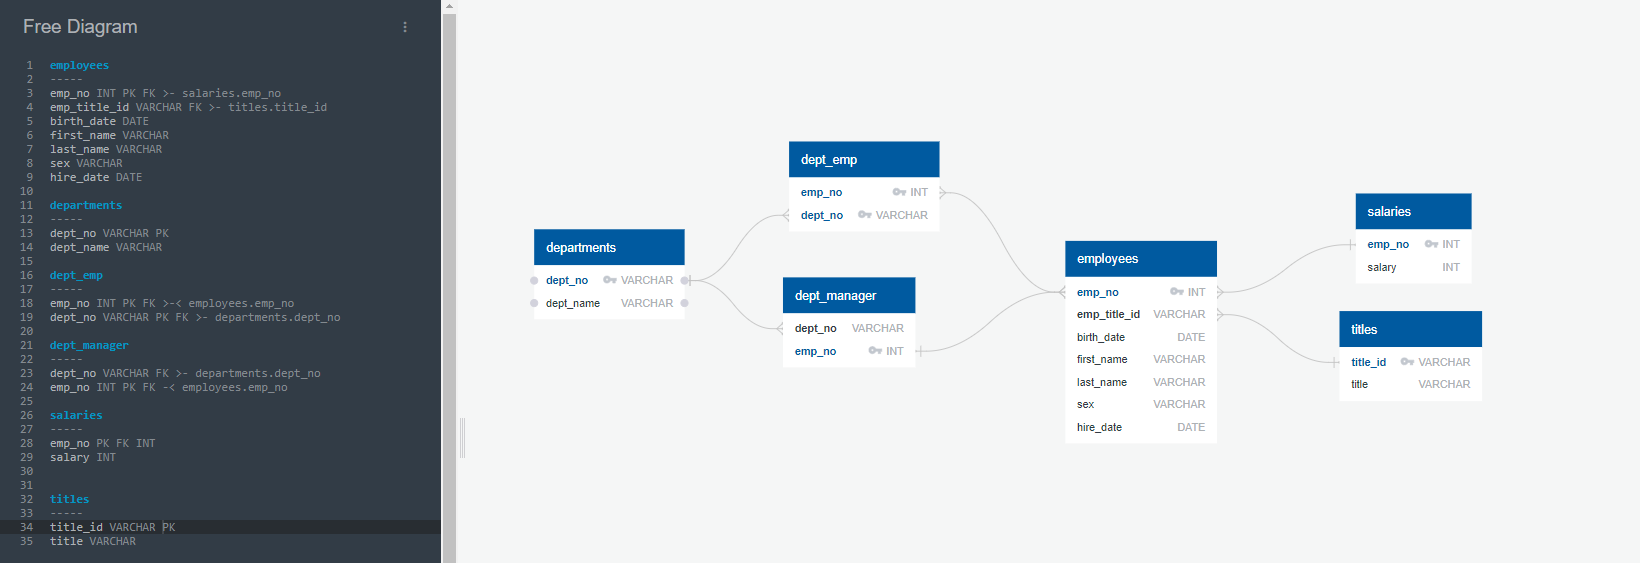 Free Diagram
1 employees
2 -----
3 emp_no INT PK FK >- salaries.emp_no
4 emp_title_id VARCHAR FK >- titles.title_id
5 birth_date DATE
6 first_name VARCHAR
7 last_name VARCHAR
8 sex VARCHAR
9 hire_date DATE
10
11 departments
12 -----
13 dept_no VARCHAR PK
14 dept_name VARCHAR
15
16 dept_emp
17 -----
18 emp_no INT PK FK >-< employees.emp_no
19 dept_no VARCHAR PK FK >- departments.dept_no
20
21 dept_manager
22 -----
23 dept_no VARCHAR FK >- departments.dept_no
24 emp_no INT PK FK -< employees.emp_no
25
26 salaries
27 -----
28 emp_no PK FK INT
29 salary INT
30
31
32 titles
33 -----
34 title_id VARCHAR PK
35 title VARCHAR
departments
dept_no VARCHAR
dept_name VARCHAR
dept_emp
emp_no INT
dept_no VARCHAR
dept_manager
dept_no VARCHAR
emp_no INT
employees
emp_no INT
emp_title_id VARCHAR
birth_date DATE
first_name VARCHAR
last_name VARCHAR
sex VARCHAR
hire_date DATE
salaries
emp_no INT
salary INT
titles
title_id VARCHAR
title VARCHAR